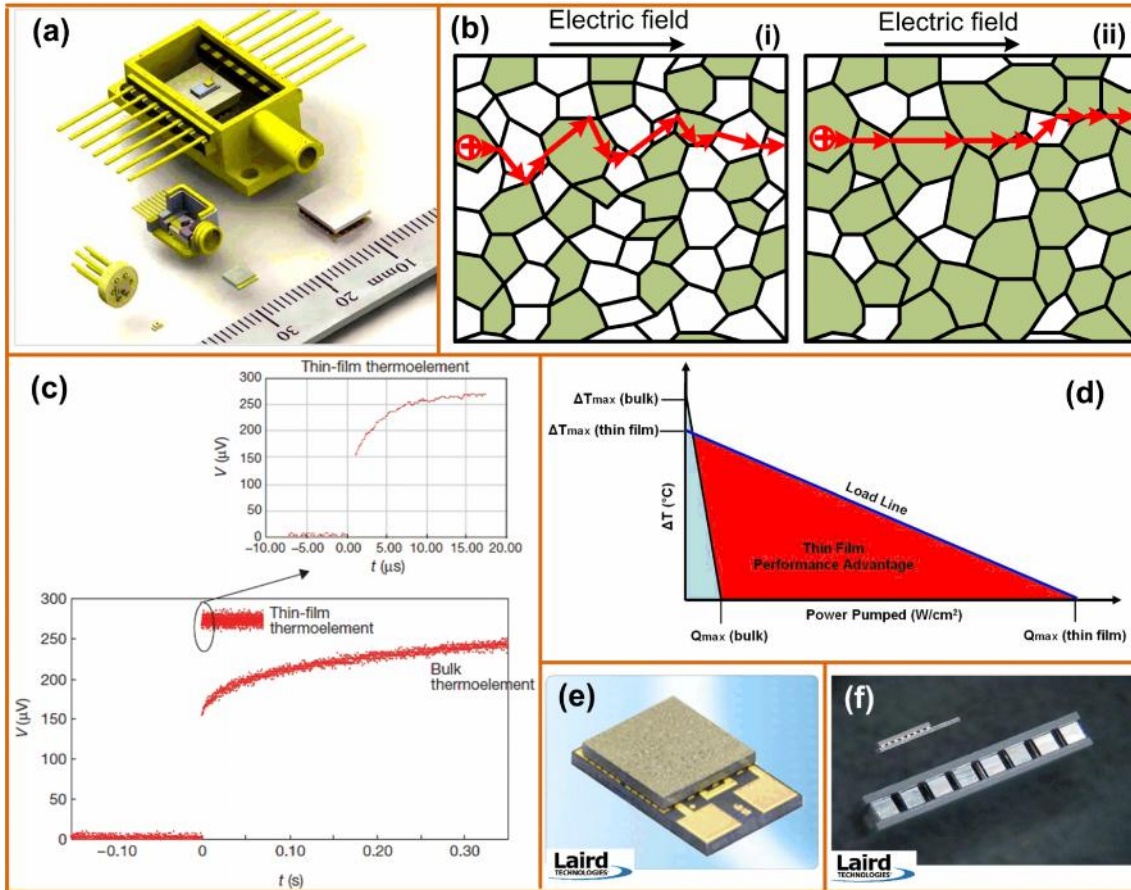 (a)
10mm
20
30
(b)
Electric field
(i)
Electric field
(ii)
(c)
Thin-film thermoelement
300
250
200
150
100
50
0
V (µV)
−10.00 −5.00 0.00 5.00 10.00 15.00 20.00
t (µs)
300
250
200
150
100
50
0
V (µV)
Thin-film
thermoelement
Bulk
thermoelement
−0.10 0 0.10 0.20 0.30
t (s)
(d)
ΔTmax (bulk)
ΔTmax (thin film)
ΔT (°C)
Load Line
Thin Film
Performance Advantage
Power Pumped (W/cm²)
Qmax (bulk)
Qmax (thin film)
(e)
Laird
TECHNOLOGIES®
(f)
Laird
TECHNOLOGIES®